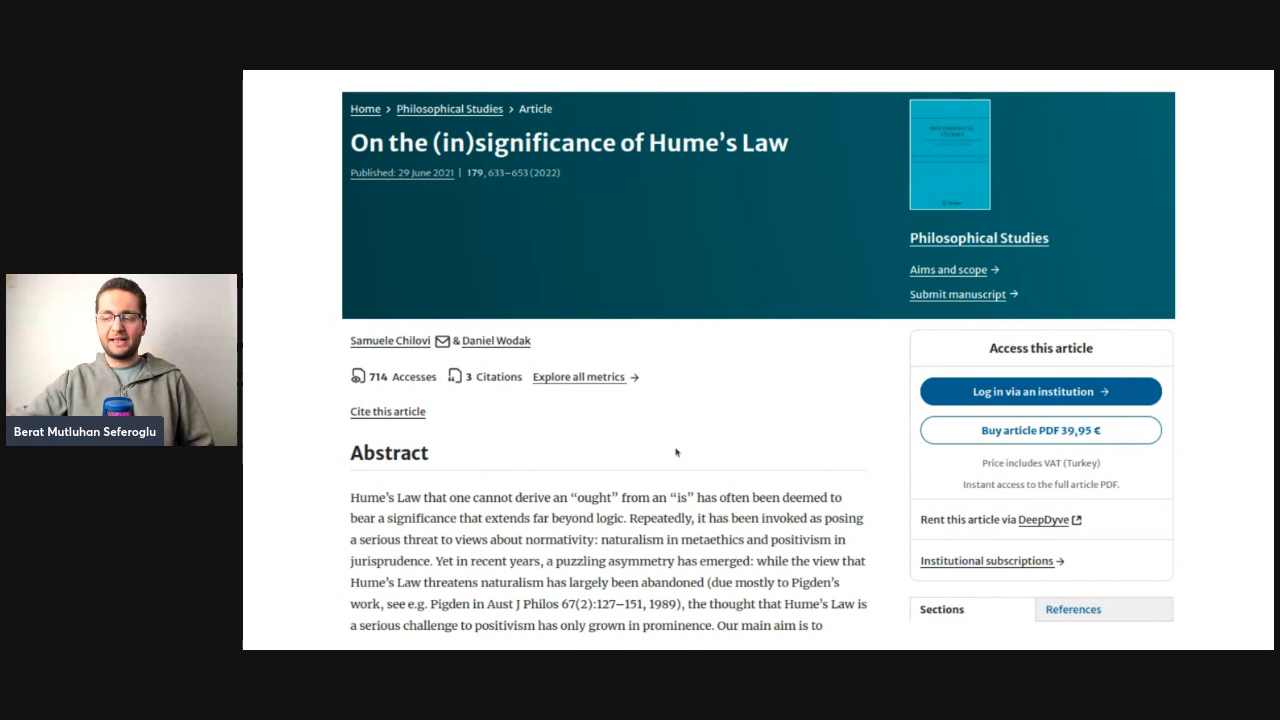 Home > Philosophical Studies > Article
On the (in)significance of Hume's Law
Published: 29 June 2021 | 179, 633–653 (2022)
PHILOSOPHICAL
STUDIES
Philosophical Studies
Aims and scope →
Submit manuscript →
Samuele Chilovi & Daniel Wodak
714 Accesses 3 Citations Explore all metrics →
Cite this article
Abstract
Hume's Law that one cannot derive an “ought” from an “is” has often been deemed to
bear a significance that extends far beyond logic. Repeatedly, it has been invoked as posing
a serious threat to views about normativity: naturalism in metaethics and positivism in
jurisprudence. Yet in recent years, a puzzling asymmetry has emerged: while the view that
Hume's Law threatens naturalism has largely been abandoned (due mostly to Pigden's
work, see e.g. Pigden in Aust J Philos 67(2):127–151, 1989), the thought that Hume's Law is
a serious challenge to positivism has only grown in prominence. Our main aim is to
Access this article
Log in via an institution →
Buy article PDF 39,95 €
Price includes VAT (Turkey)
Instant access to the full article PDF.
Rent this article via DeepDyve
Institutional subscriptions →
Sections References
Berat Mutluhan Seferoglu